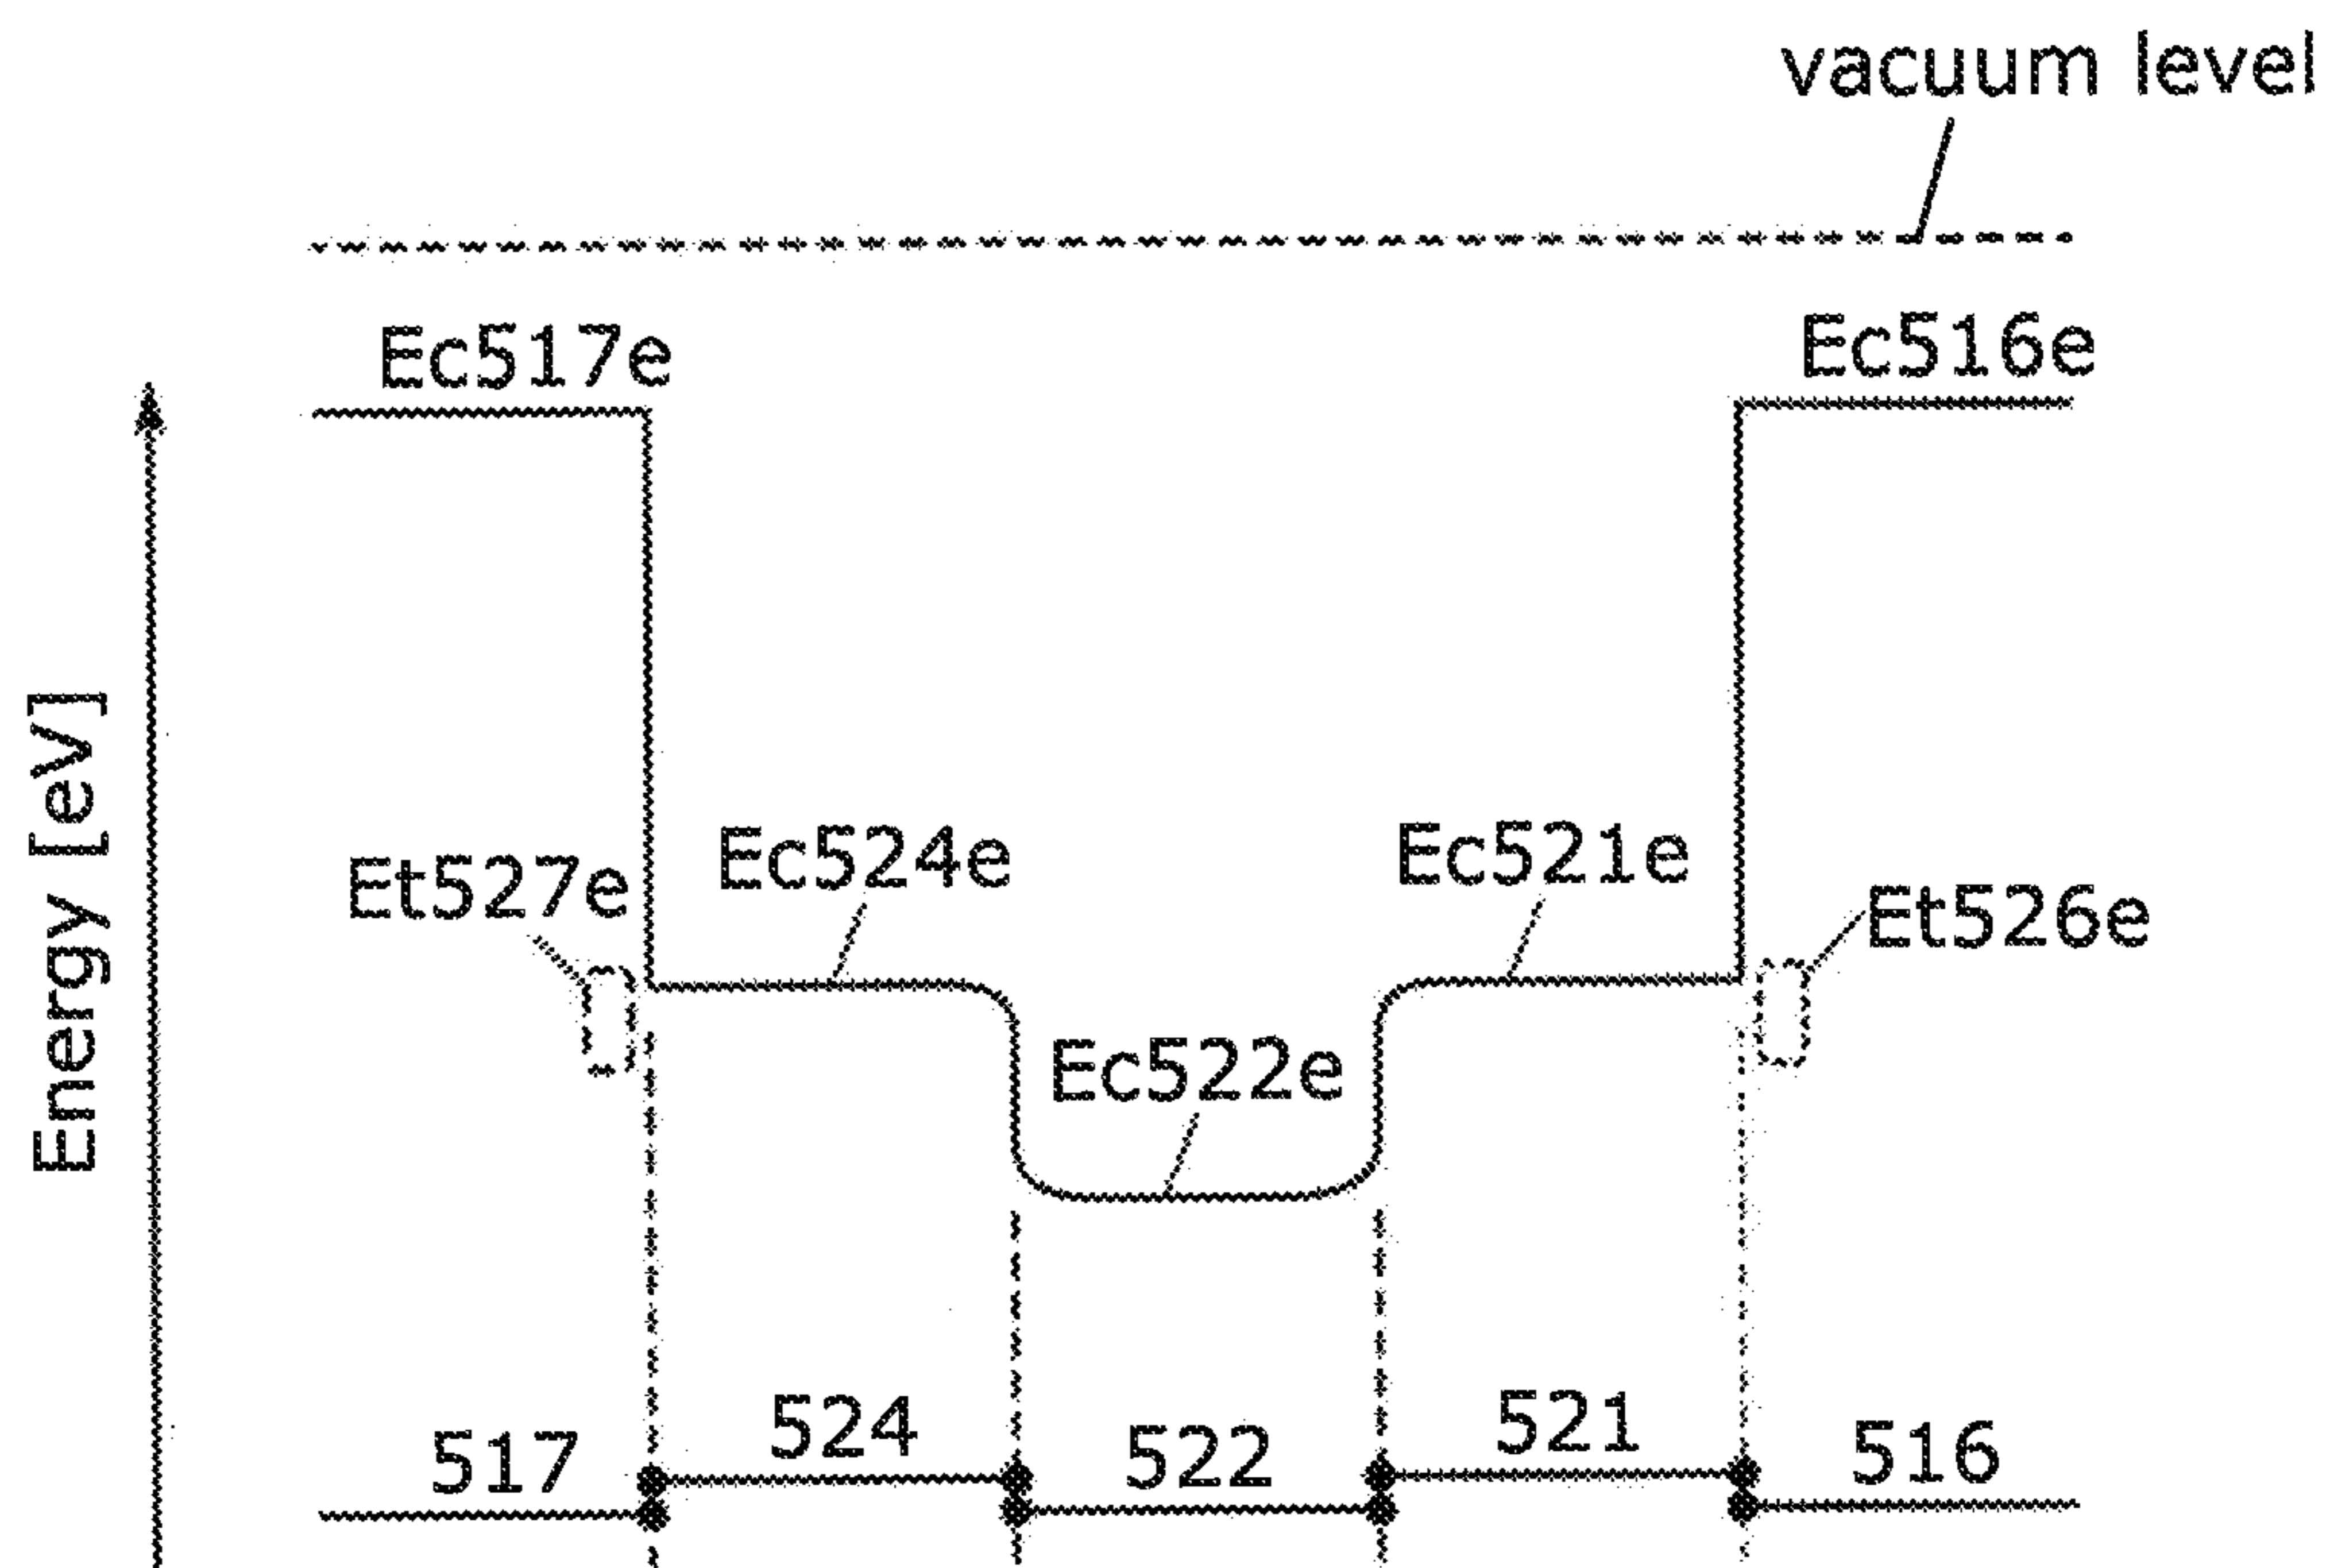 vacuum level
Ec517e
Ec516e
Energy [eV]
Ec524e
Ec521e
Et527e
Et526e
Ec522e
517
524
522
521
516